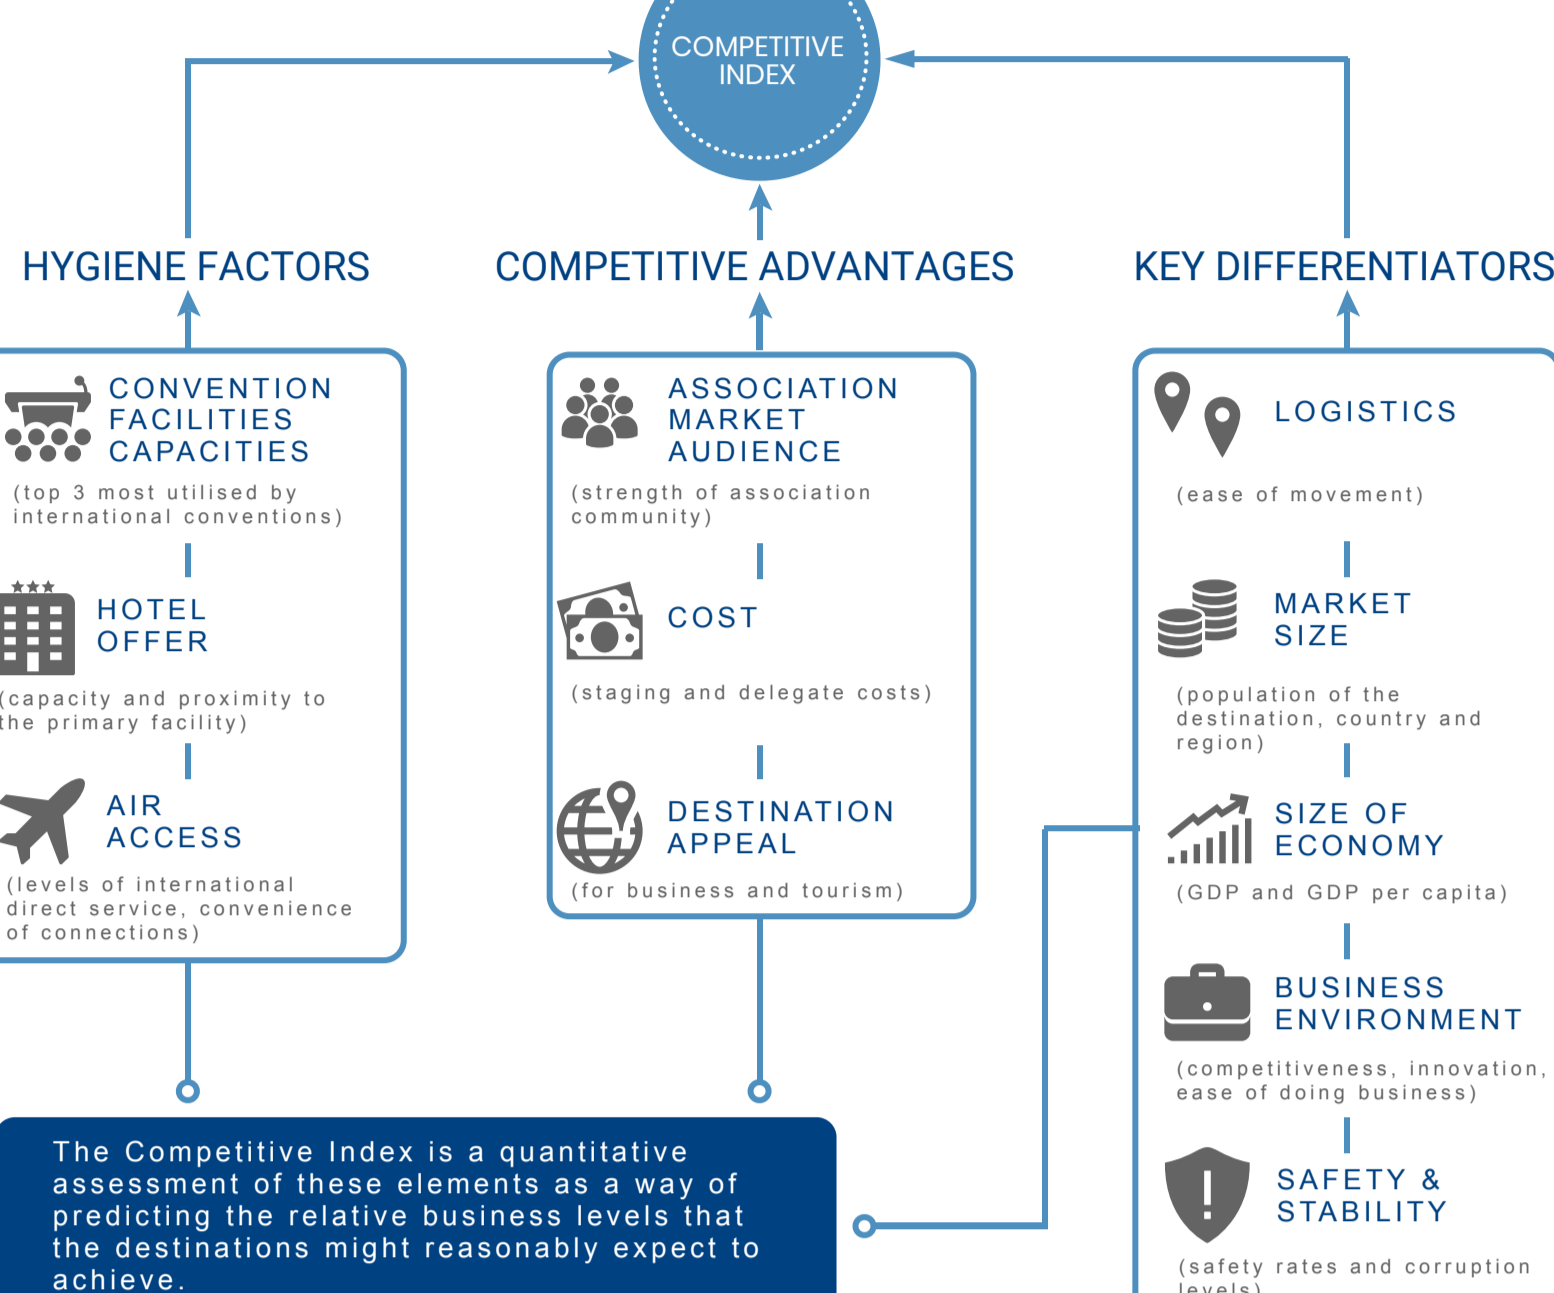 COMPETITIVE
INDEX
HYGIENE FACTORS
CONVENTION
FACILITIES
CAPACITIES
(top 3 most utilised by
international conventions)
HOTEL
OFFER
(capacity and proximity to
the primary facility)
AIR
ACCESS
(levels of international
direct service, convenience
of connections)
COMPETITIVE ADVANTAGES
ASSOCIATION
MARKET
AUDIENCE
(strength of association
community)
COST
(staging and delegate costs)
DESTINATION
APPEAL
(for business and tourism)
KEY DIFFERENTIATORS
LOGISTICS
(ease of movement)
MARKET
SIZE
(population of the
destination, country and
region)
SIZE OF
ECONOMY
(GDP and GDP per capita)
BUSINESS
ENVIRONMENT
(competitiveness, innovation,
ease of doing business)
SAFETY &
STABILITY
(safety rates and corruption
levels)
The Competitive Index is a quantitative
assessment of these elements as a way of
predicting the relative business levels that
the destinations might reasonably expect to
achieve.